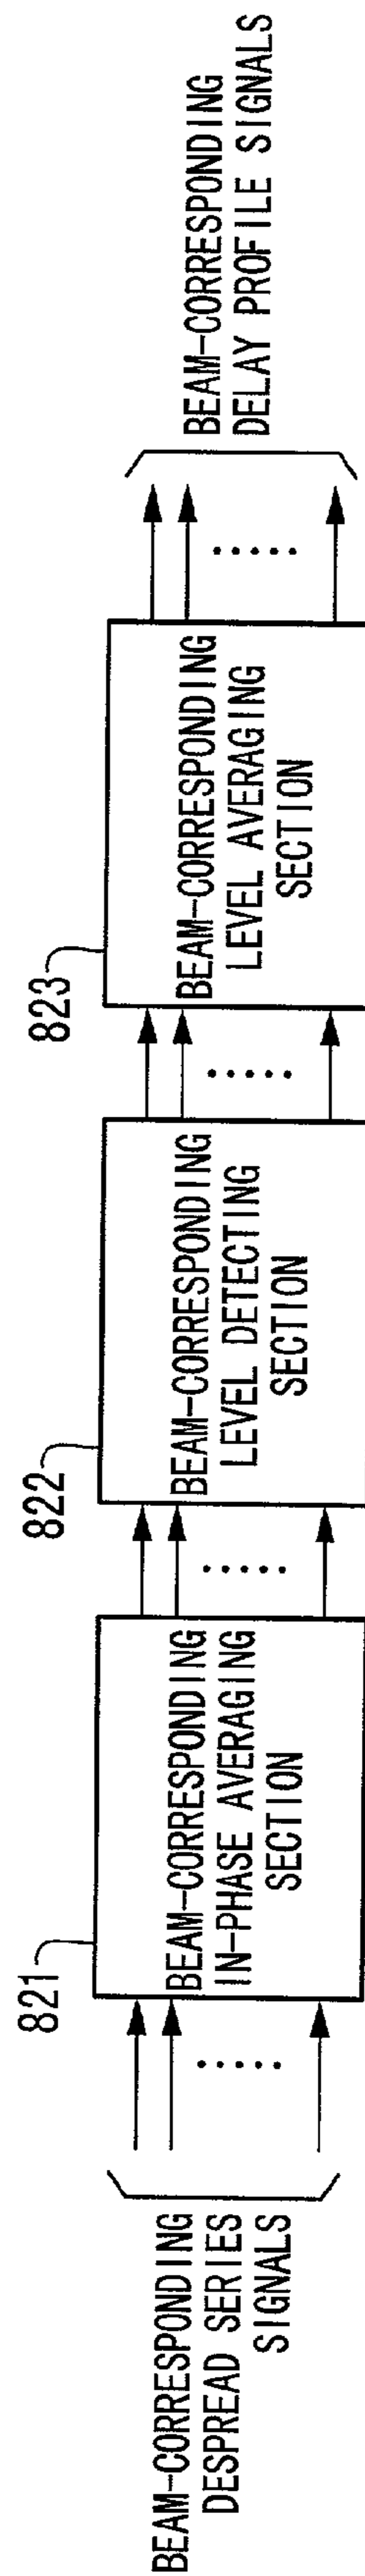 BEAM-CORRESPONDING
DESPREAD SERIES
SIGNALS
821
BEAM-CORRESPONDING
IN-PHASE AVERAGING
SECTION
822
BEAM-CORRESPONDING
LEVEL DETECTING
SECTION
823
BEAM-CORRESPONDING
LEVEL AVERAGING
SECTION
BEAM-CORRESPONDING
DELAY PROFILE SIGNALS